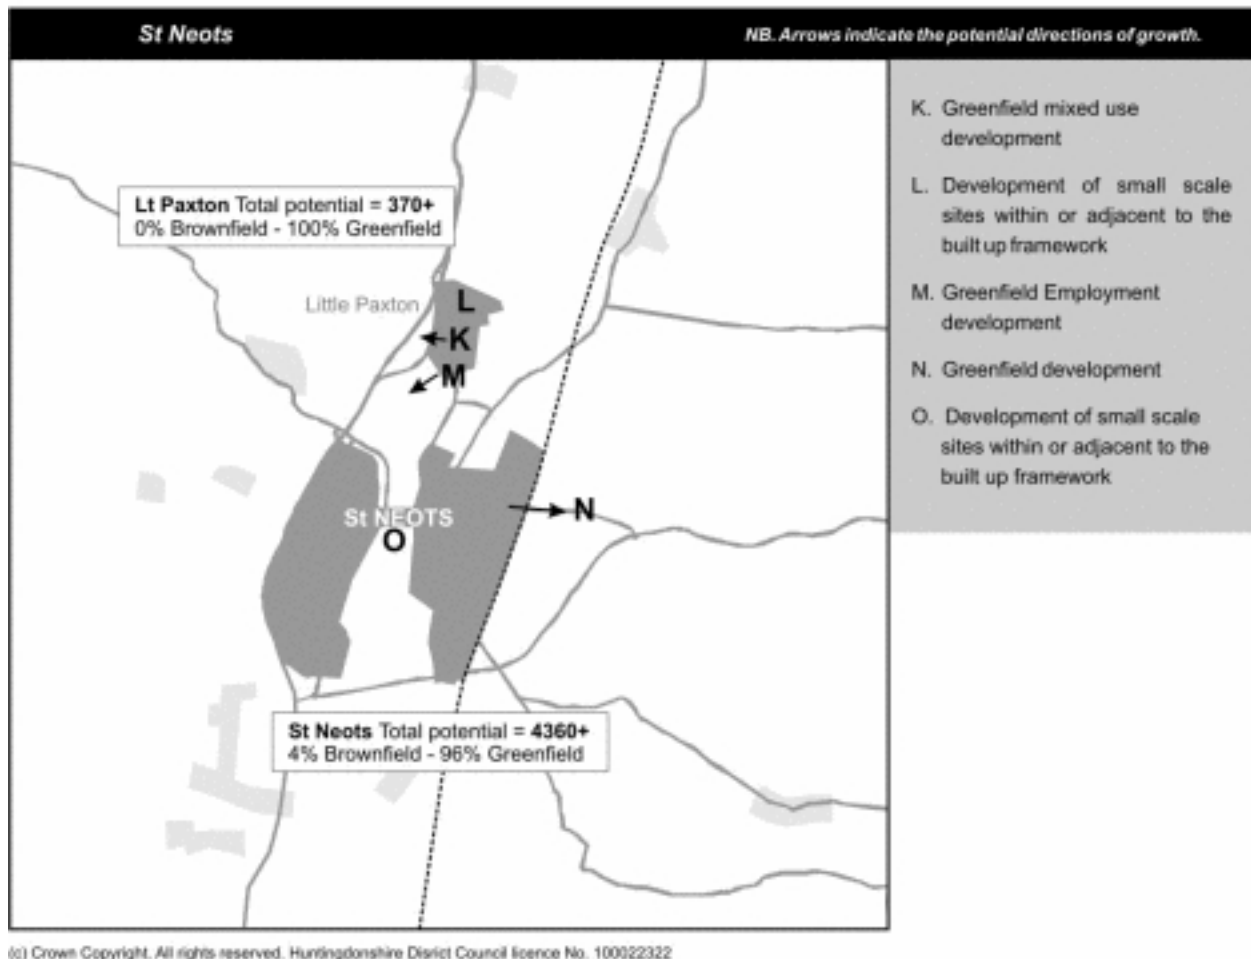 St Neots
NB. Arrows indicate the potential directions of growth.
Lt Paxton Total potential = 370+
0% Brownfield - 100% Greenfield
Little Paxton
L
K
M
St NEOTS
O
N
St Neots Total potential = 4360+
4% Brownfield - 96% Greenfield
K. Greenfield mixed use
development
L. Development of small scale
sites within or adjacent to the
built up framework
M. Greenfield Employment
development
N. Greenfield development
O. Development of small scale
sites within or adjacent to the
built up framework
(c) Crown Copyright. All rights reserved. Huntingdonshire Disrict Council licence No. 100022322